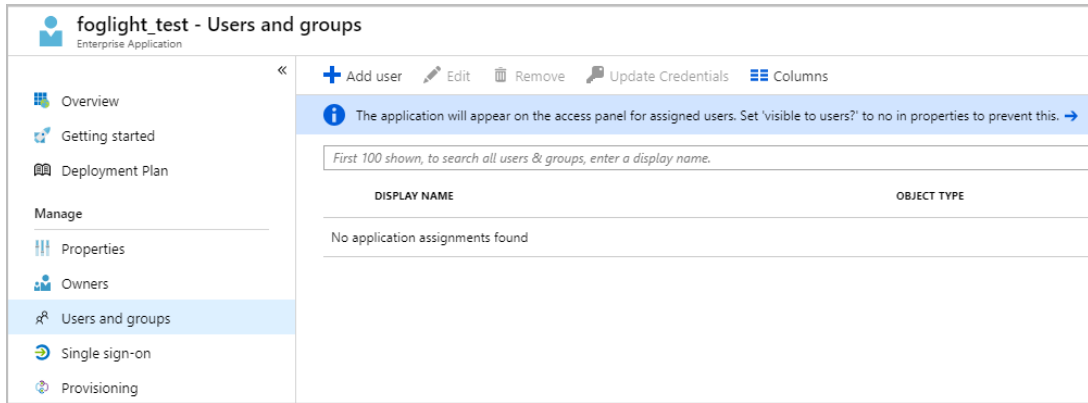 foglight_test - Users and groups
Enterprise Application
«
Overview
Getting started
Deployment Plan
Manage
Properties
Owners
Users and groups
Single sign-on
Provisioning
Add user Edit Remove Update Credentials Columns
The application will appear on the access panel for assigned users. Set 'visible to users?' to no in properties to prevent this. →
First 100 shown, to search all users & groups, enter a display name.
DISPLAY NAME OBJECT TYPE
No application assignments found